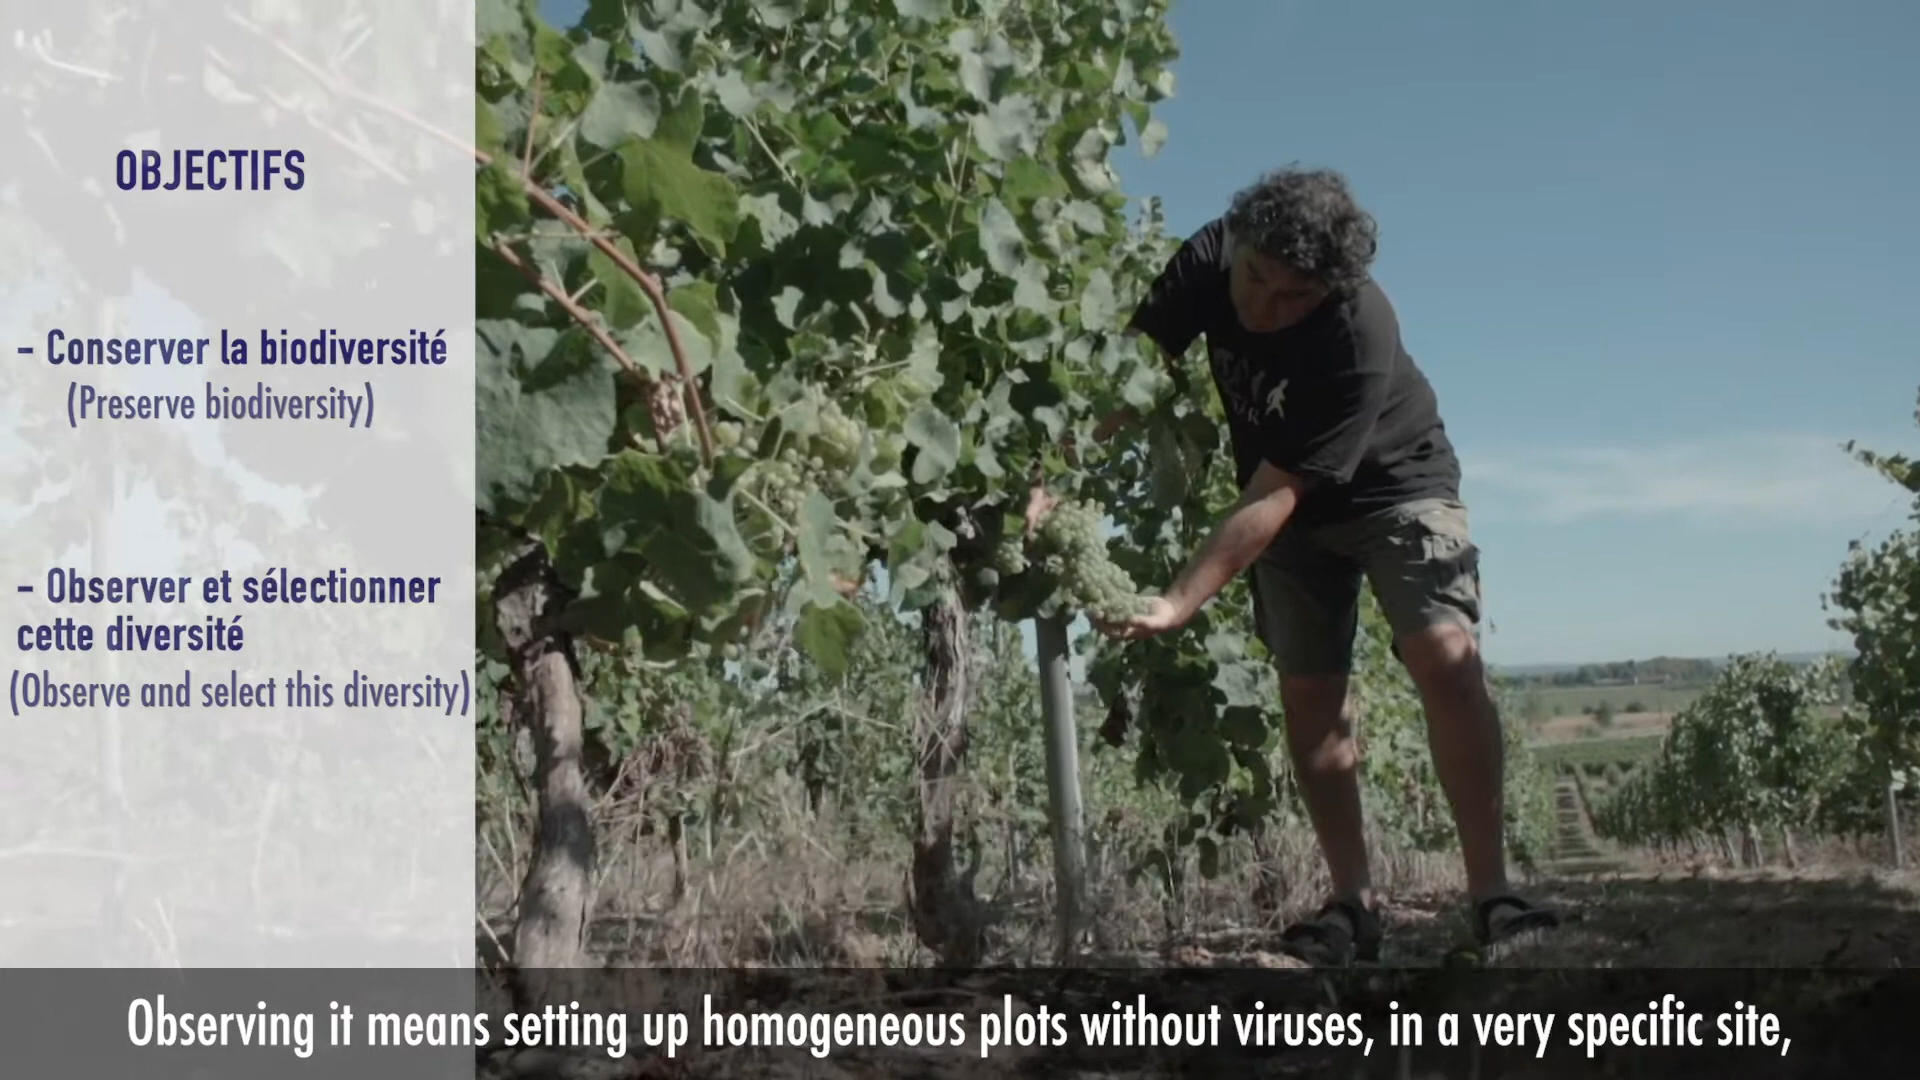 OBJECTIFS
- Conserver la biodiversité
(Preserve biodiversity)
- Observer et sélectionner
cette diversité
(Observe and select this diversity)
Observing it means setting up homogeneous plots without viruses, in a very specific site,